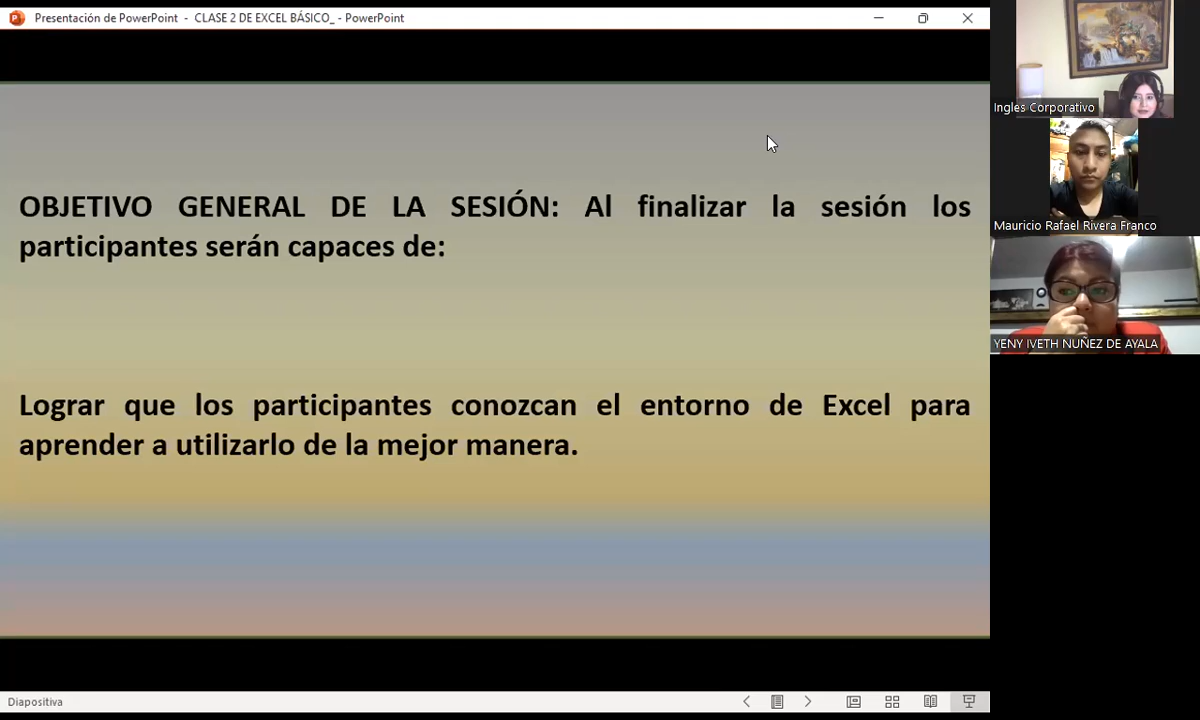 Presentación de PowerPoint - CLASE 2 DE EXCEL BÁSICO_ - PowerPoint
OBJETIVO GENERAL DE LA SESIÓN: Al finalizar la sesión los
participantes serán capaces de:
Lograr que los participantes conozcan el entorno de Excel para
aprender a utilizarlo de la mejor manera.
Diapositiva
Ingles Corporativo
Mauricio Rafael Rivera Franco
YENY IVETH NUÑEZ DE AYALA